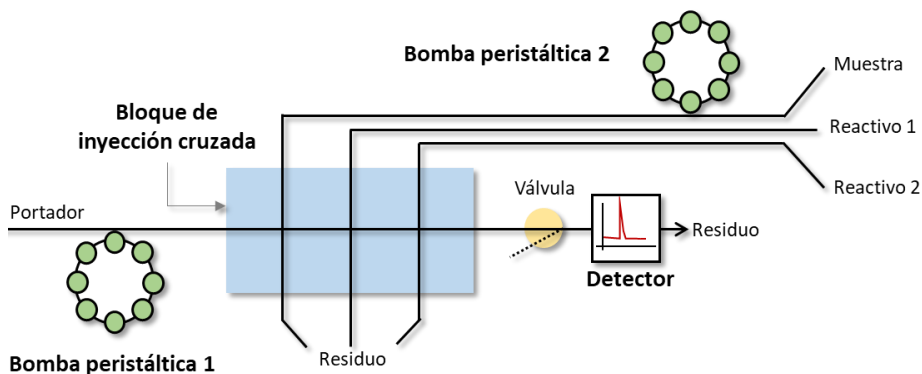 Bomba peristáltica 2
Muestra
Bloque de
inyección cruzada
Reactivo 1
Reactivo 2
Portador
Válvula
Residuo
Detector
Residuo
Bomba peristáltica 1